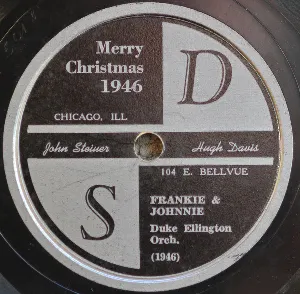 Merry
Christmas
1946
D
CHICAGO, ILL
John Steiner
Hugh Davis
104 E. BELLVUE
S
FRANKIE &
JOHNNIE
Duke Ellington
Orch.
(1946)